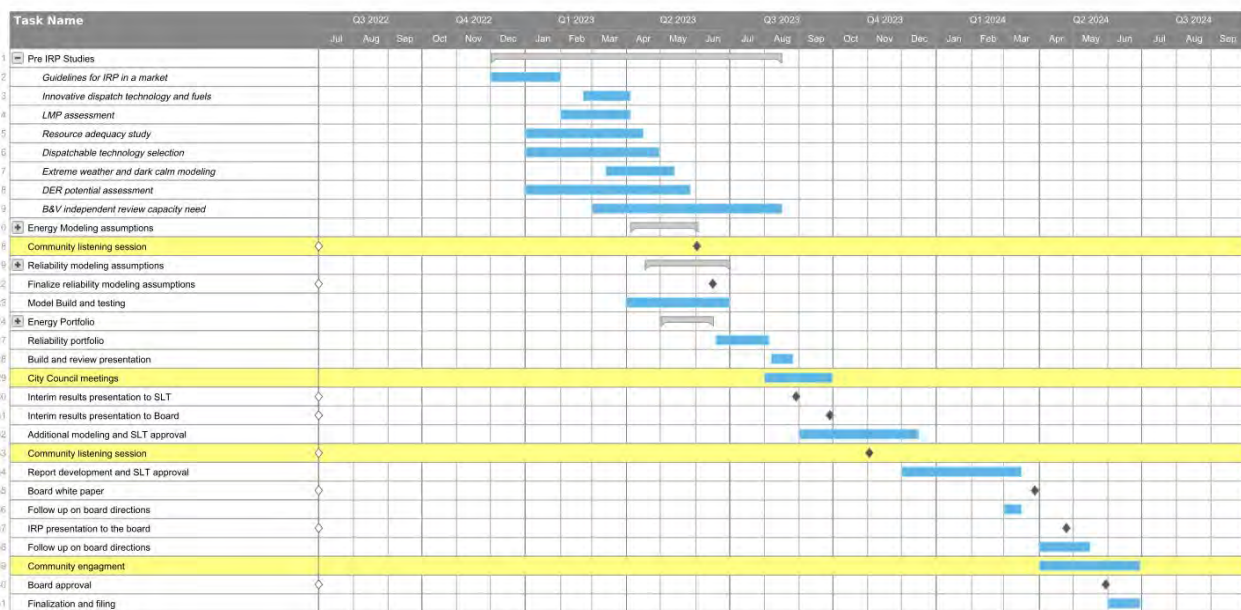 Task Name
Q3 2022 Q4 2022 Q1 2023 Q2 2023 Q3 2023 Q4 2023 Q1 2024 Q2 2024 Q3 2024
Jul Aug Sep Oct Nov Dec Jan Feb Mar Apr May Jun Jul Aug Sep Oct Nov Dec Jan Feb Mar Apr May Jun Jul Aug Sep
1 Pre IRP Studies
2 Guidelines for IRP in a market
3 Innovative dispatch technology and fuels
4 LMP assessment
5 Resource adequacy study
6 Dispatchable technology selection
7 Extreme weather and dark calm modeling
8 DER potential assessment
9 B&V independent review capacity need
Energy Modeling assumptions
Community listening session
Reliability modeling assumptions
Finalize reliability modeling assumptions
Model Build and testing
Energy Portfolio
Reliability portfolio
Build and review presentation
City Council meetings
Interim results presentation to SLT
Interim results presentation to Board
Additional modeling and SLT approval
Community listening session
Report development and SLT approval
Board white paper
Follow up on board directions
IRP presentation to the board
Follow up on board directions
Community engagment
Board approval
Finalization and filing